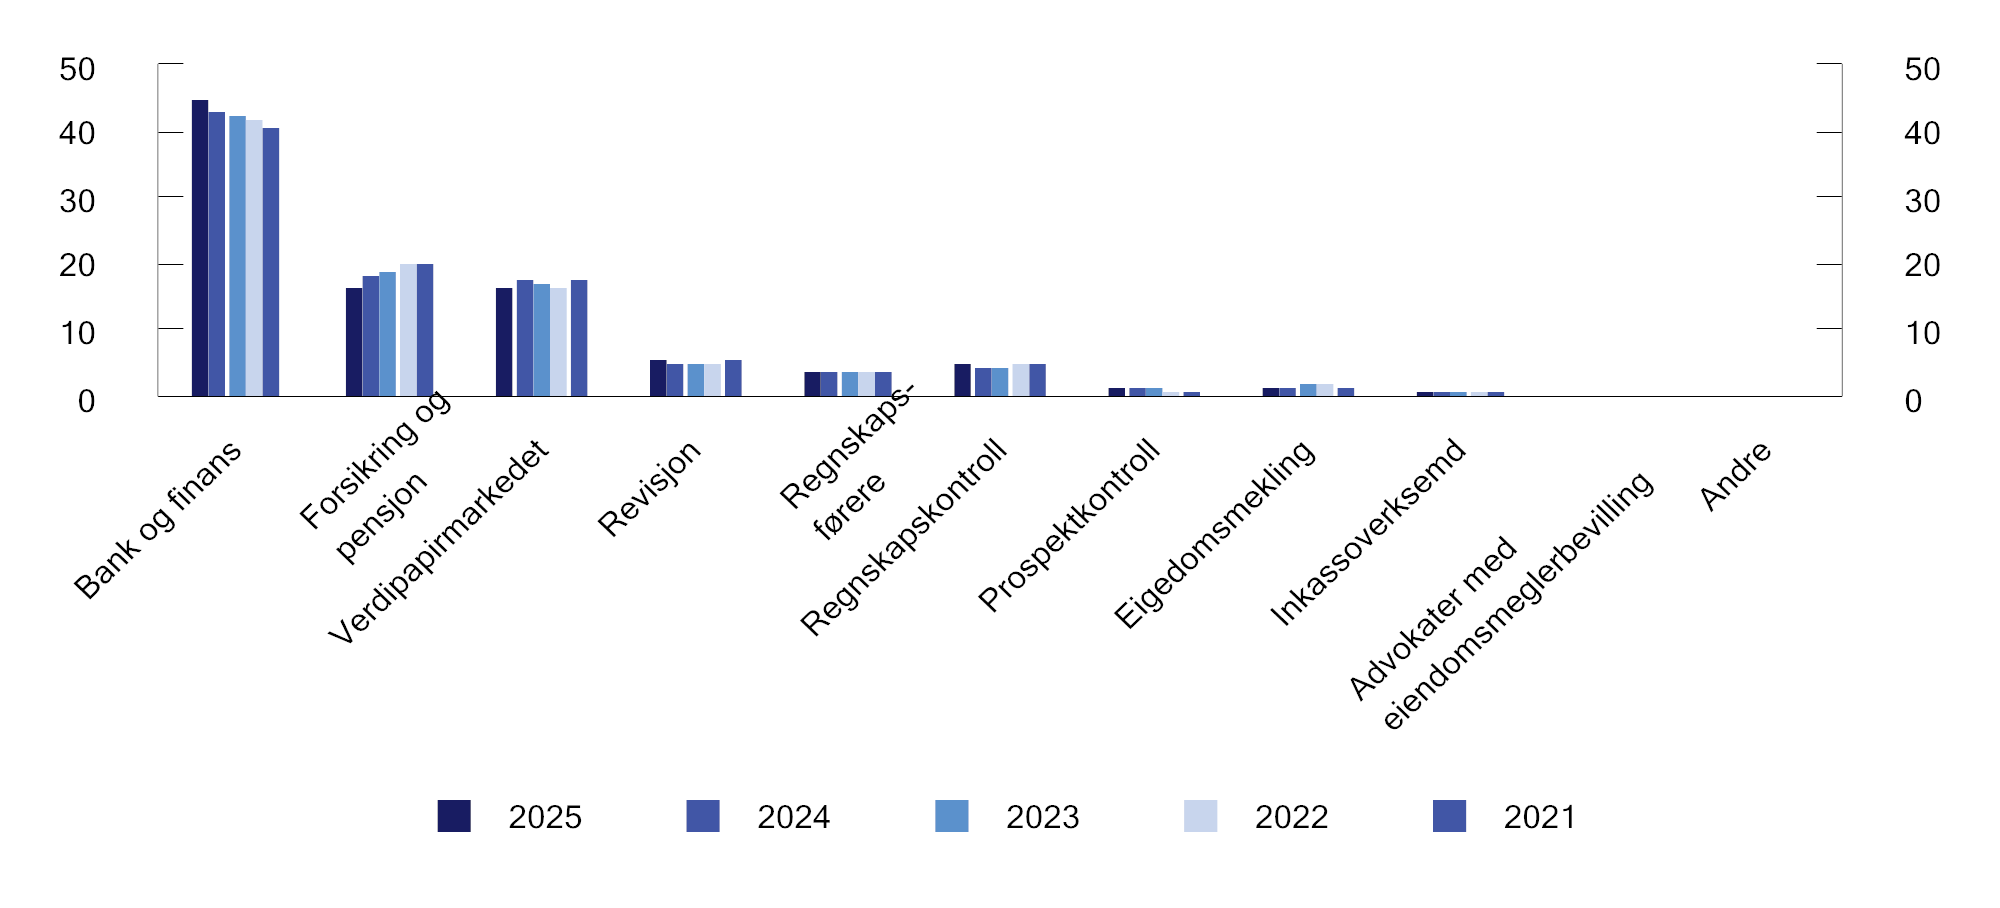 50 50
40 40
30 30
20 20
10 10
0 0
Bank og finans
Forsikring og
pensjon
Verdipapirmarkedet
Revisjon
Regnskaps-
førere
Regnskapskontroll
Prospektkontroll
Eigedomsmekling
Inkassoverksemd
Advokater med
eiendomsmeglerbevilling
Andre
2025 2024 2023 2022 2021